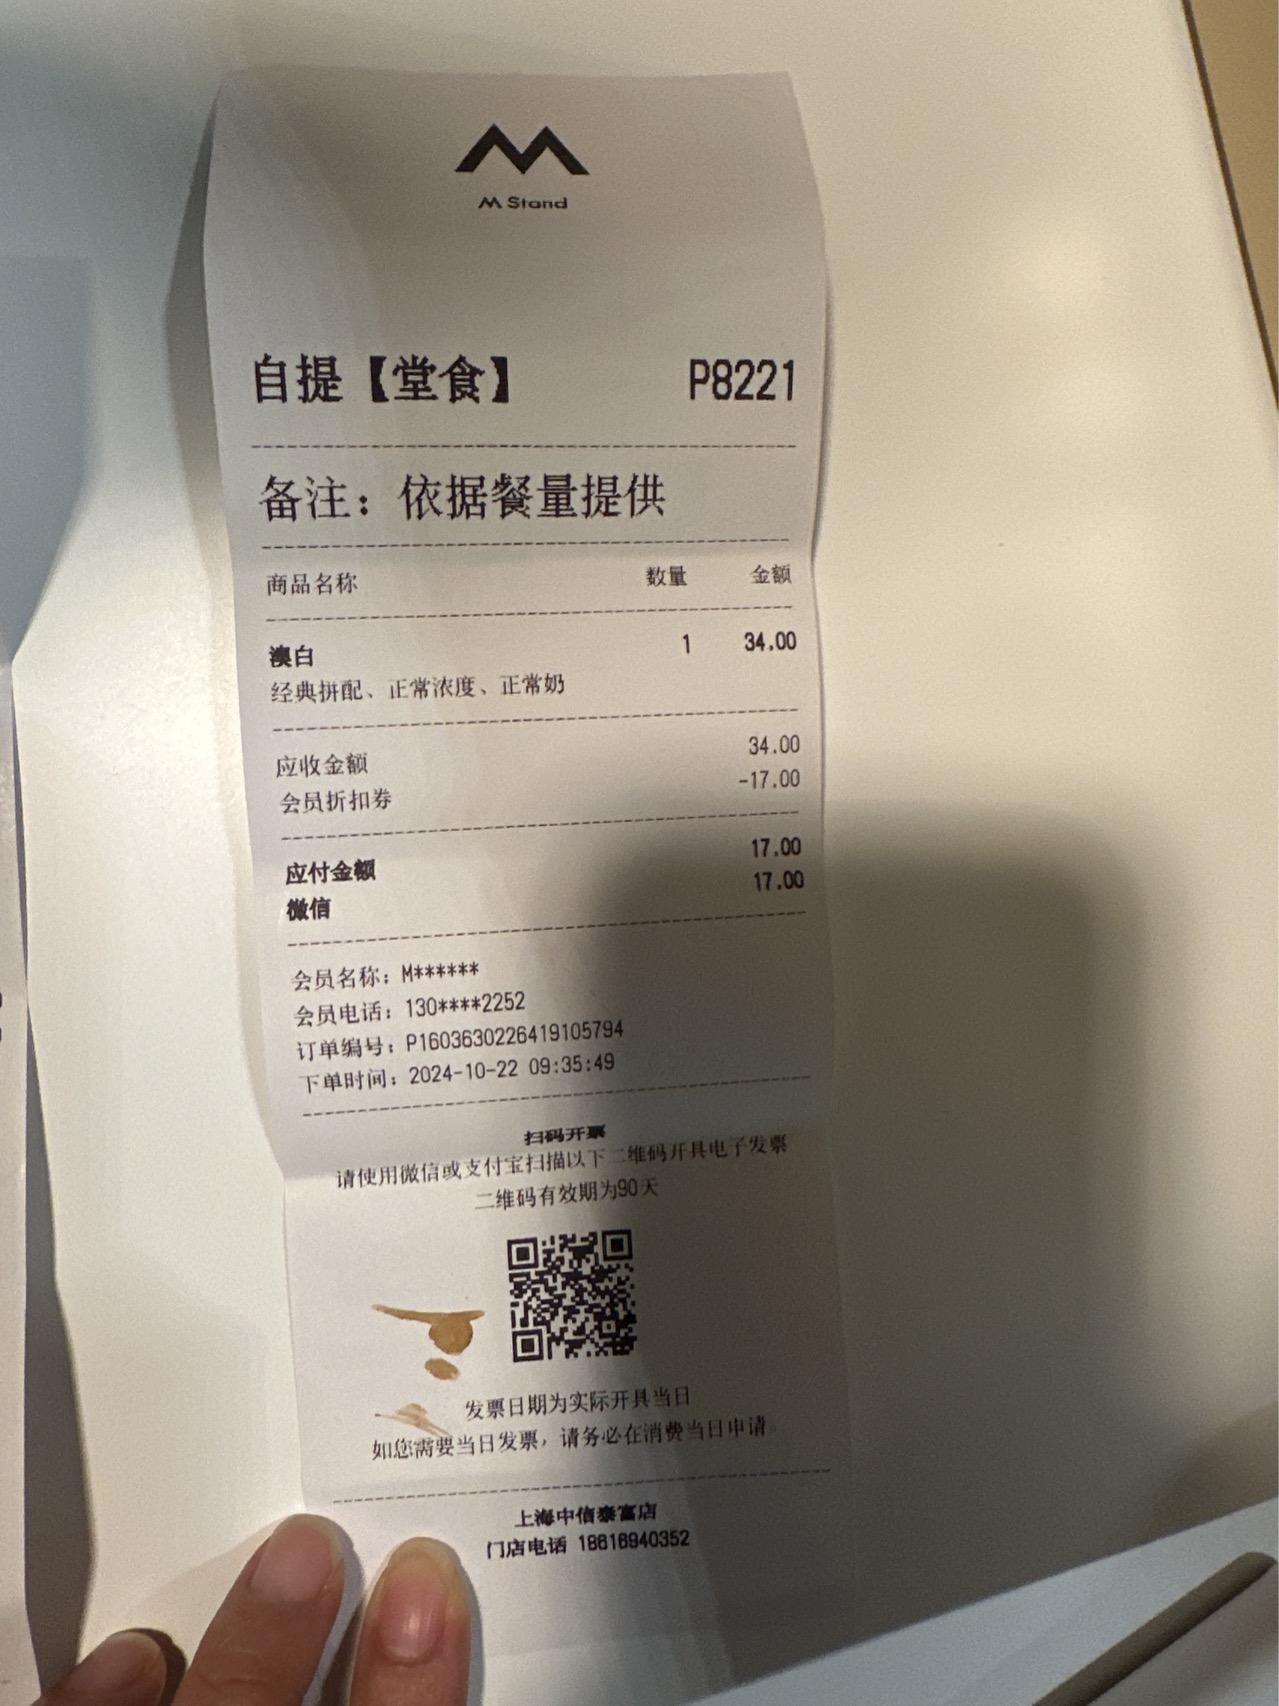 M Stand
自提【堂食】 P8221
备注：依据餐量提供
商品名称 数量 金额
澳白 1 34.00
经典拼配、正常浓度、正常奶
应收金额 34.00
会员折扣券 -17.00
应付金额 17.00
微信 17.00
会员名称：M******
会员电话：130****2252
订单编号：P1603630226419105794
下单时间：2024-10-22 09:35:49
扫码开票
请使用微信或支付宝扫描以下二维码开具电子发票
二维码有效期为90天
发票日期为实际开具当日
如您需要当日发票，请务必在消费当日申请。
上海中信泰富店
门店电话 18616940352